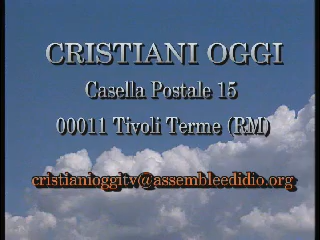 CRISTIANI OGGI
Casella Postale 15
00011 Tivoli Terme (RM)
cristianioggitv@assembleedidio.org